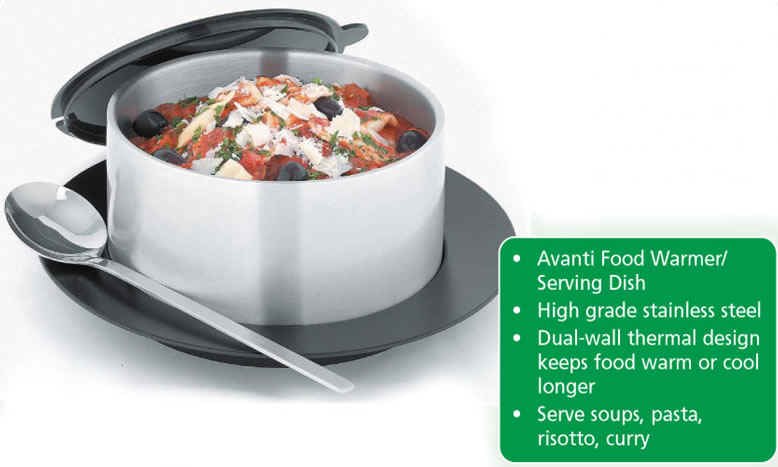 • Avanti Food Warmer/
Serving Dish
• High grade stainless steel
• Dual-wall thermal design
keeps food warm or cool
longer
• Serve soups, pasta,
risotto, curry